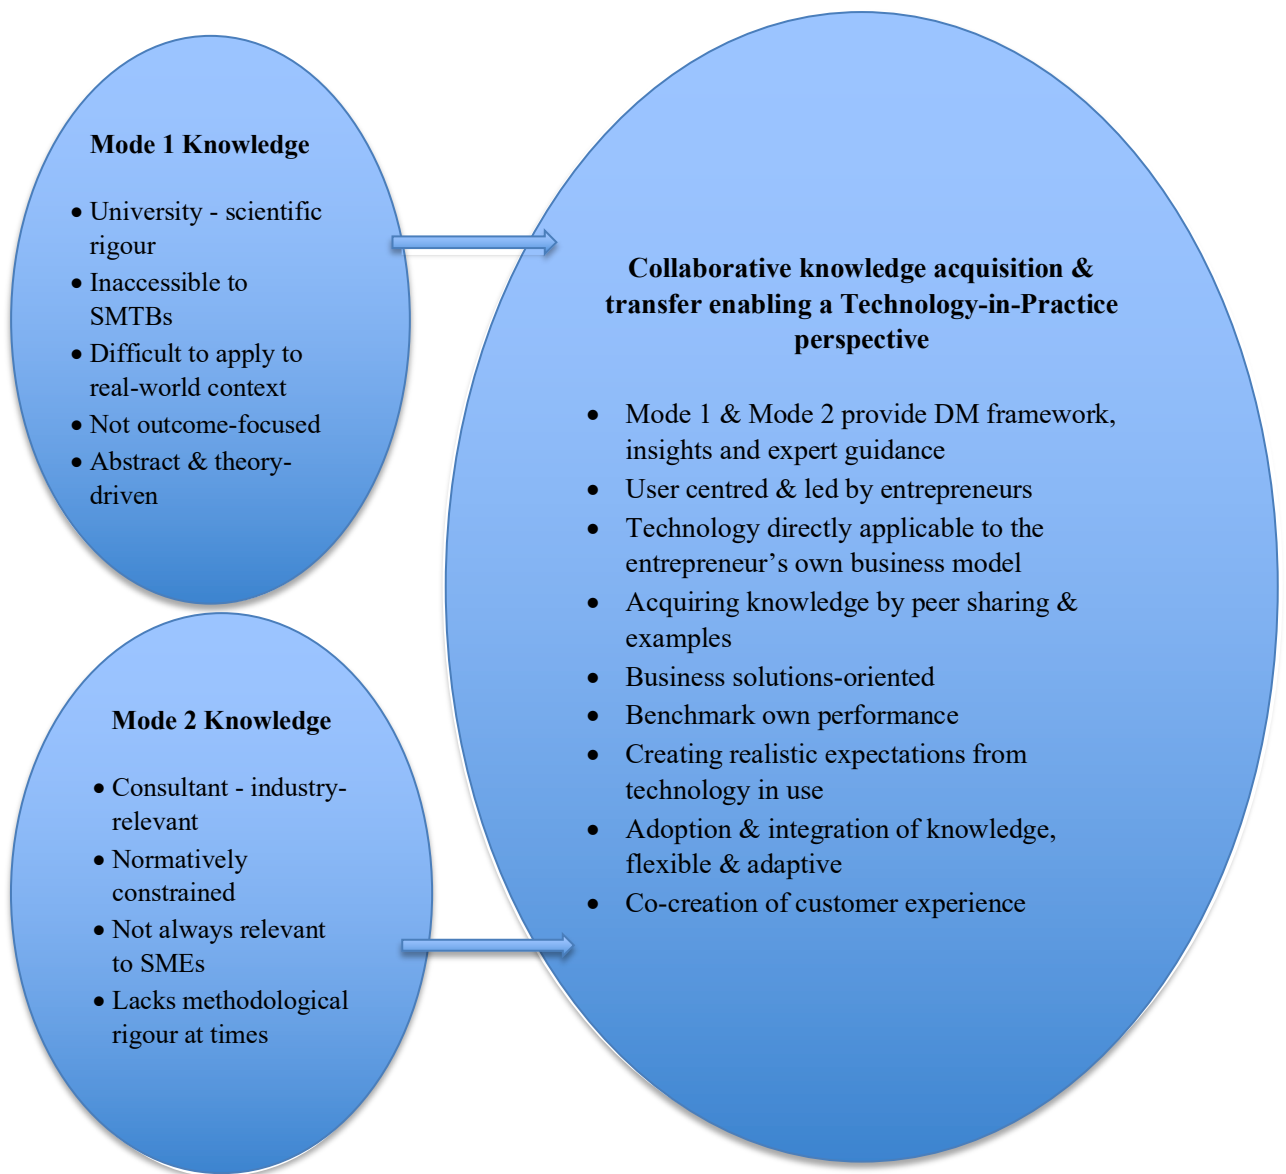 Mode 1 Knowledge
• University - scientific
rigour
• Inaccessible to
SMTBs
• Difficult to apply to
real-world context
• Not outcome-focused
• Abstract & theory-
driven
Mode 2 Knowledge
• Consultant - industry-
relevant
• Normatively
constrained
• Not always relevant
to SMEs
• Lacks methodological
rigour at times
Collaborative knowledge acquisition &
transfer enabling a Technology-in-Practice
perspective
• Mode 1 & Mode 2 provide DM framework,
insights and expert guidance
• User centred & led by entrepreneurs
• Technology directly applicable to the
entrepreneur’s own business model
• Acquiring knowledge by peer sharing &
examples
• Business solutions-oriented
• Benchmark own performance
• Creating realistic expectations from
technology in use
• Adoption & integration of knowledge,
flexible & adaptive
• Co-creation of customer experience